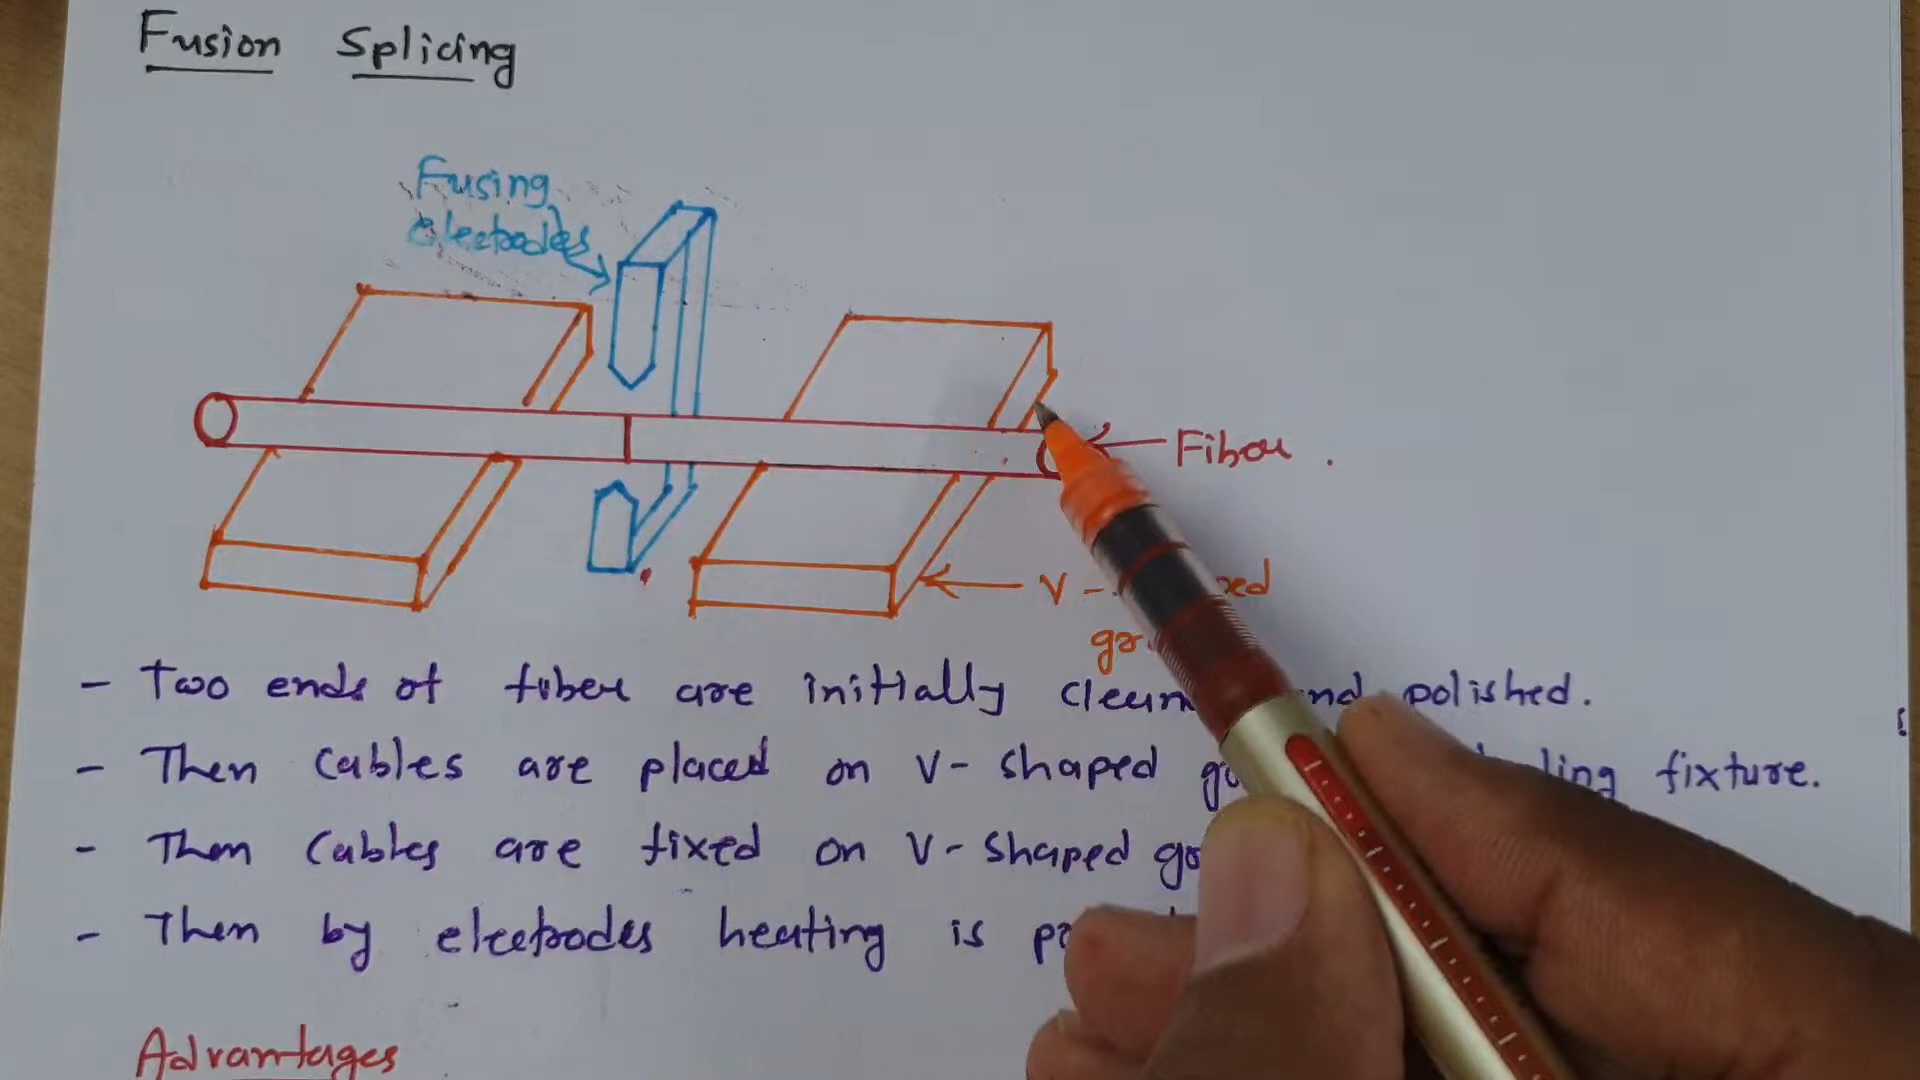 Fusion Splicing
Fusing
electrodes
Fiber .
V-
- Two ends of fiber are initially polished.
- Then cables are placed on V-shaped fixture.
- Then cables are fixed on V-shaped
- Then by electrodes heating is
Advantages